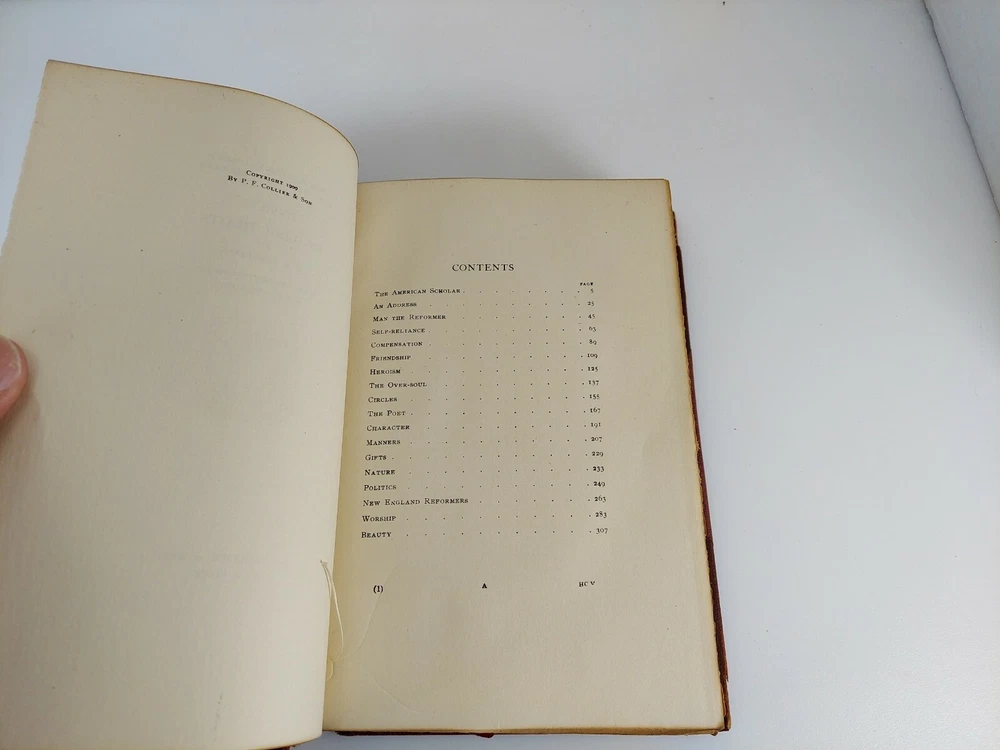 COPYRIGHT 1909
BY P. F. COLLIER & SON
CONTENTS
PAGE
THE AMERICAN SCHOLAR . . . . . . . . . . 5
AN ADDRESS . . . . . . . . . . 25
MAN THE REFORMER . . . . . . . . . . 45
SELF-RELIANCE . . . . . . . . . . 63
COMPENSATION . . . . . . . . . . 89
FRIENDSHIP . . . . . . . . . . 109
HEROISM . . . . . . . . . . 125
THE OVER-SOUL . . . . . . . . . . 137
CIRCLES . . . . . . . . . . 155
THE POET . . . . . . . . . . 167
CHARACTER . . . . . . . . . . 191
MANNERS . . . . . . . . . . 207
GIFTS . . . . . . . . . . 229
NATURE . . . . . . . . . . 233
POLITICS . . . . . . . . . . 249
NEW ENGLAND REFORMERS . . . . . . . . 263
WORSHIP . . . . . . . . . . 283
BEAUTY . . . . . . . . . . 307
(1) A HC V